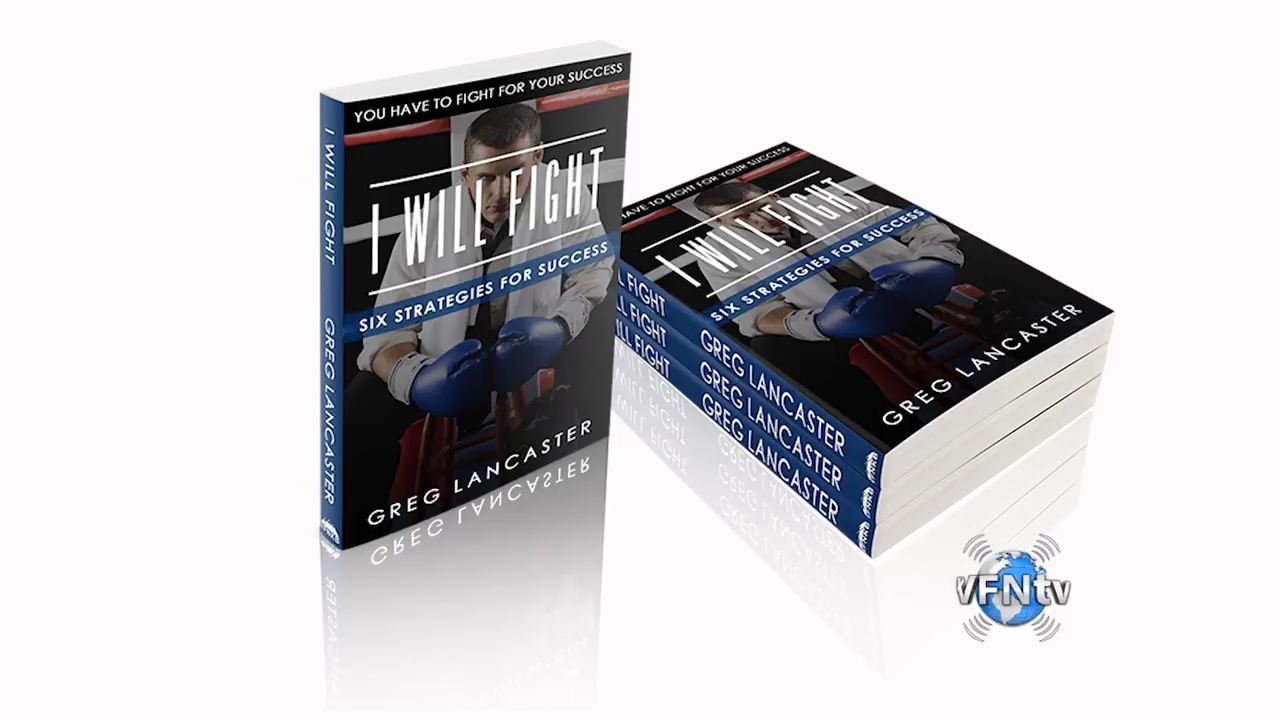 YOU HAVE TO FIGHT FOR YOUR SUCCESS
I WILL FIGHT
SIX STRATEGIES FOR SUCCESS
GREG LANCASTER
I WILL FIGHT GREG LANCASTER
HAVE TO FIGHT FOR YOUR SUCCESS
I WILL FIGHT
SIX STRATEGIES FOR SUCCESS
GREG LANCASTER
FIGHT GREG LANCASTER
FIGHT GREG LANCASTER
FIGHT GREG LANCASTER
VFNtv